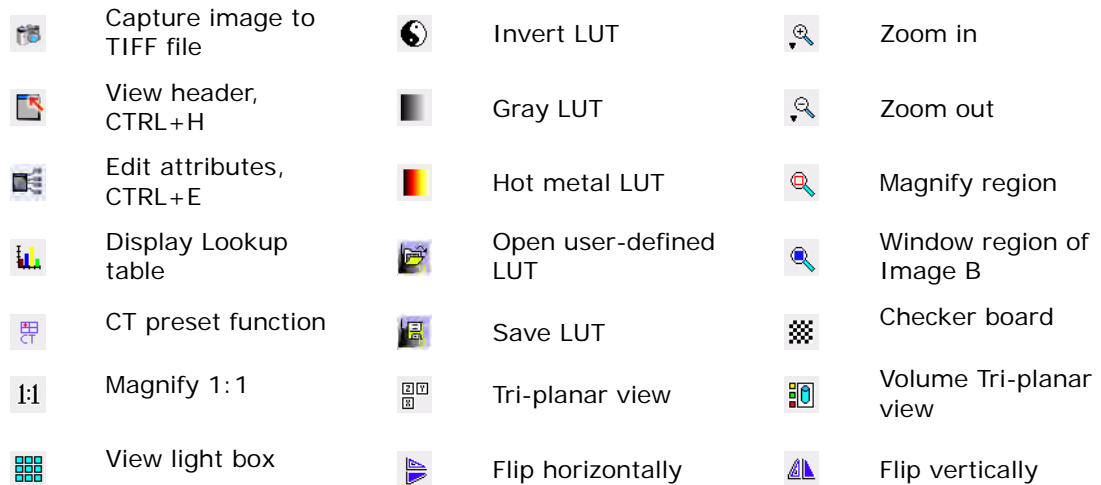 Capture image to
TIFF file
Invert LUT
Zoom in
View header,
CTRL+H
Gray LUT
Zoom out
Edit attributes,
CTRL+E
Hot metal LUT
Magnify region
Display Lookup
table
Open user-defined
LUT
Window region of
Image B
CT
CT preset function
Save LUT
Checker board
1:1
Magnify 1:1
Z Y
X
Tri-planar view
Volume Tri-planar
view
View light box
Flip horizontally
Flip vertically